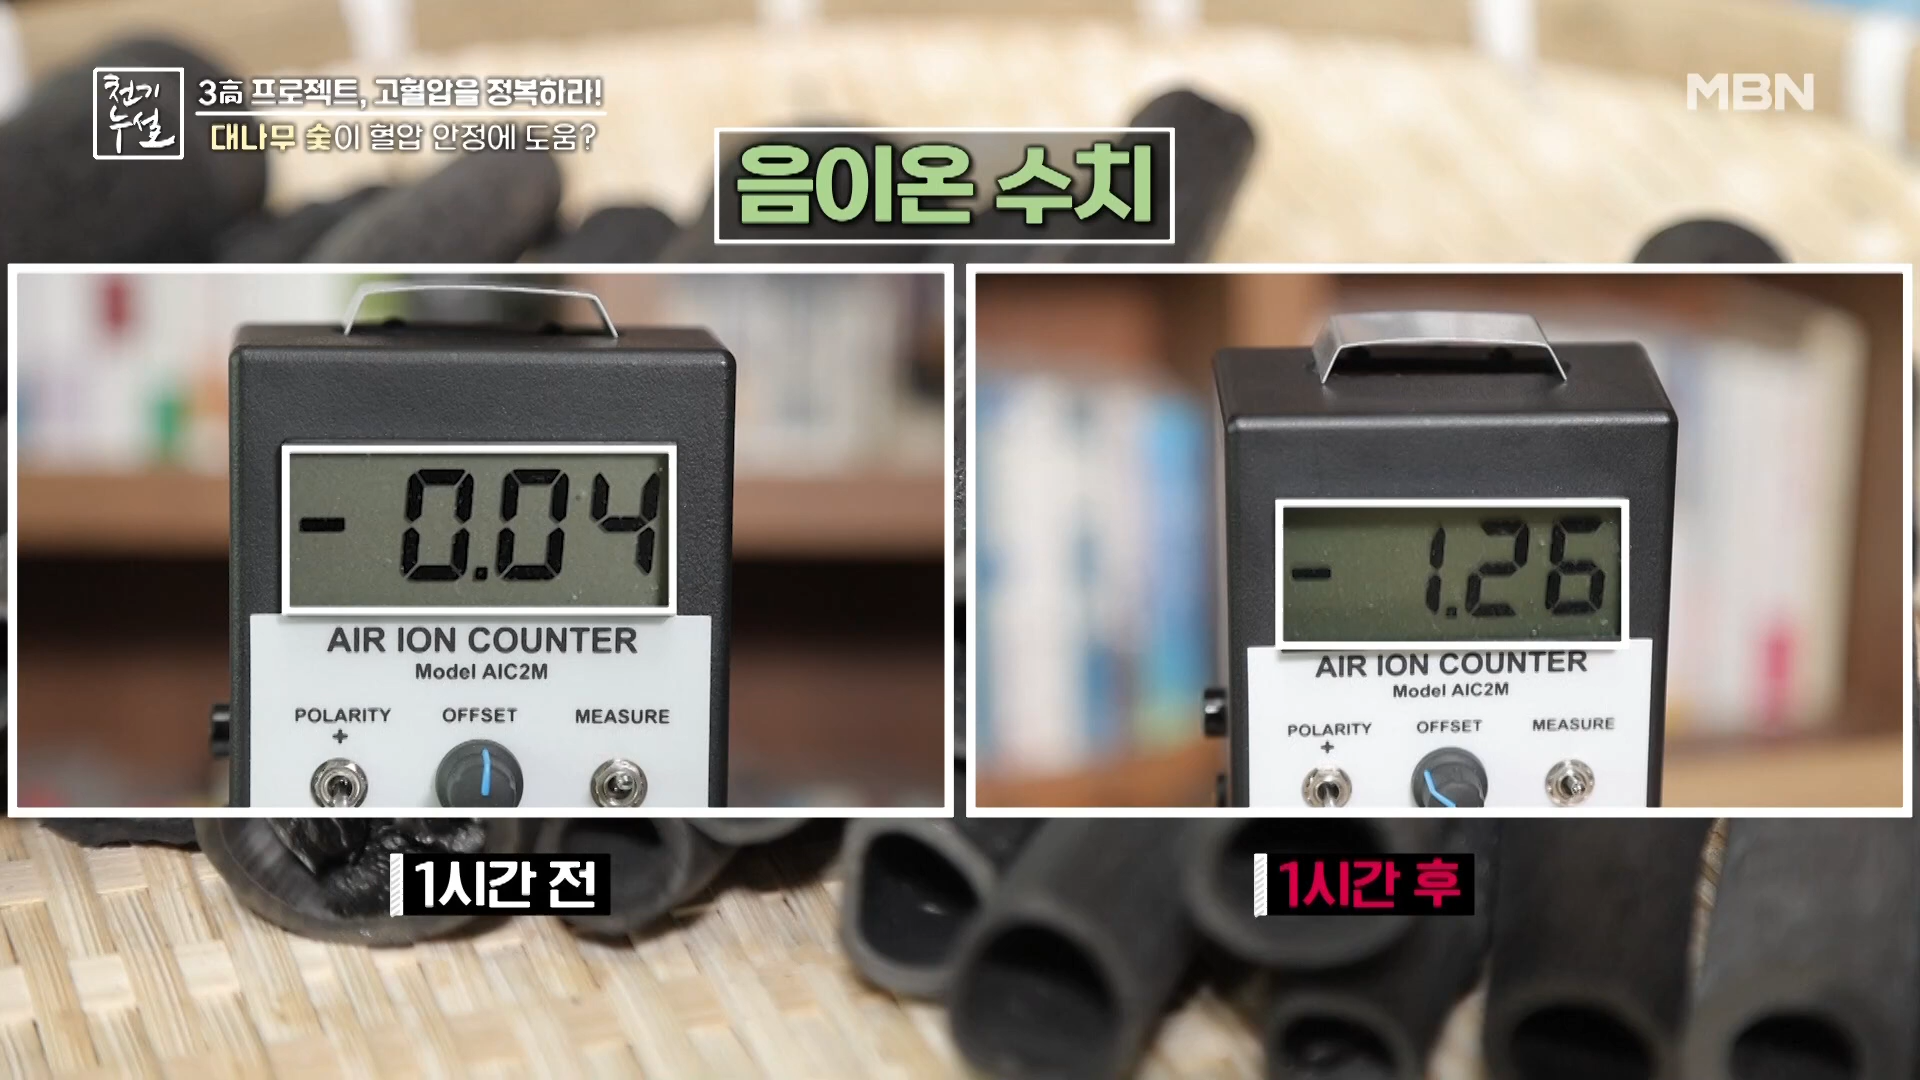 천기
누설
3高 프로젝트, 고혈압을 정복하라!
대나무 숯이 혈압 안정에 도움?
MBN
음이온 수치
-0.04
AIR ION COUNTER
Model AIC2M
POLARITY OFFSET MEASURE
+
1시간 전
-1.26
AIR ION COUNTER
Model AIC2M
POLARITY OFFSET MEASURE
+
1시간 후